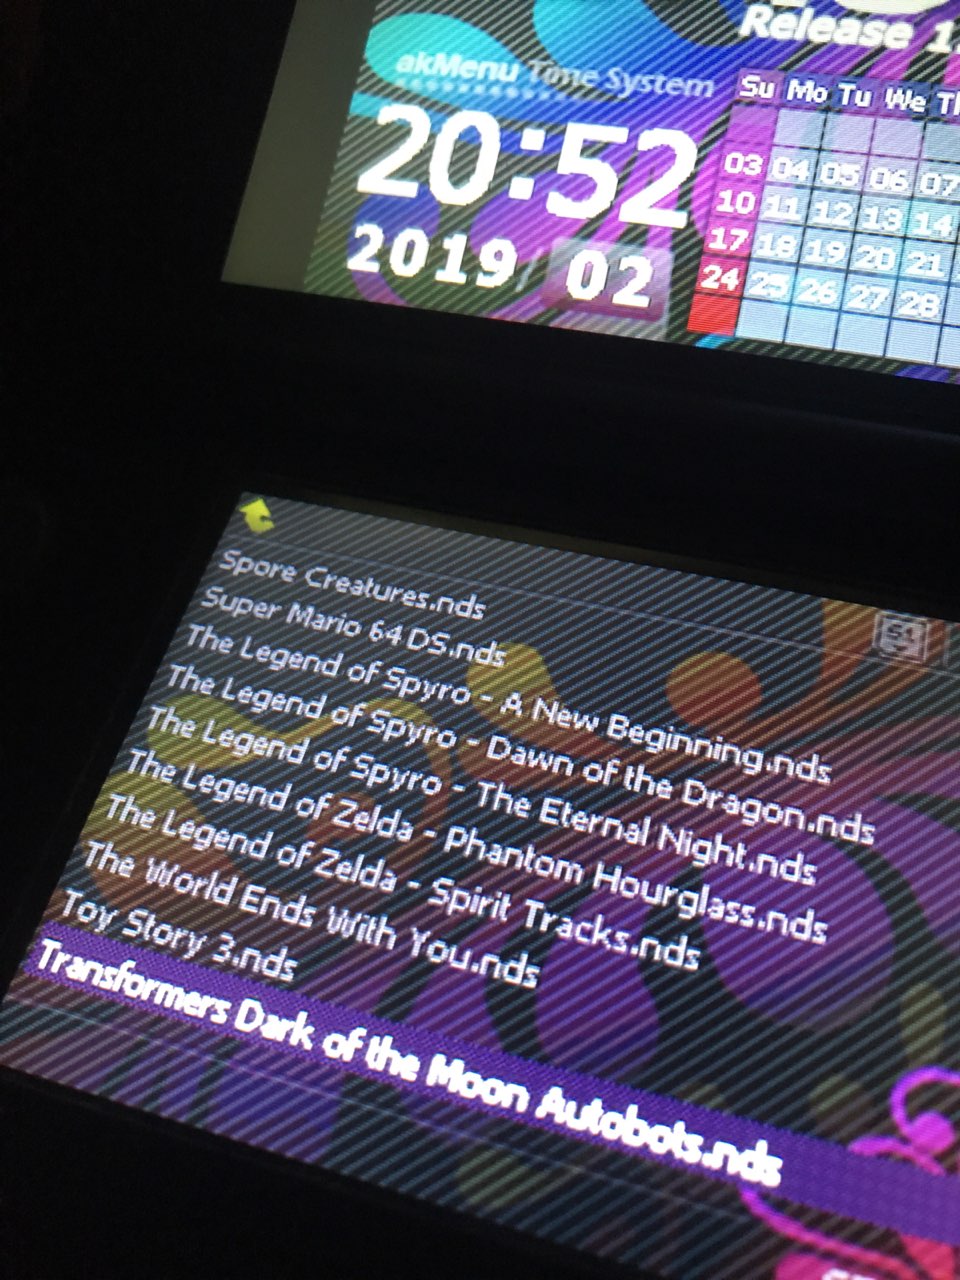 Release 1.
akMenu Time System
20:52
2019/02
Su Mo Tu We Th
03 04 05 06 07
10 11 12 13 14
17 18 19 20 21
24 25 26 27 28
Spore Creatures.nds
Super Mario 64 DS.nds
The Legend of Spyro - A New Beginning.nds
The Legend of Spyro - Dawn of the Dragon.nds
The Legend of Spyro - The Eternal Night.nds
The Legend of Zelda - Phantom Hourglass.nds
The Legend of Zelda - Spirit Tracks.nds
The World Ends With You.nds
Toy Story 3.nds
Transformers Dark of the Moon Autobots.nds